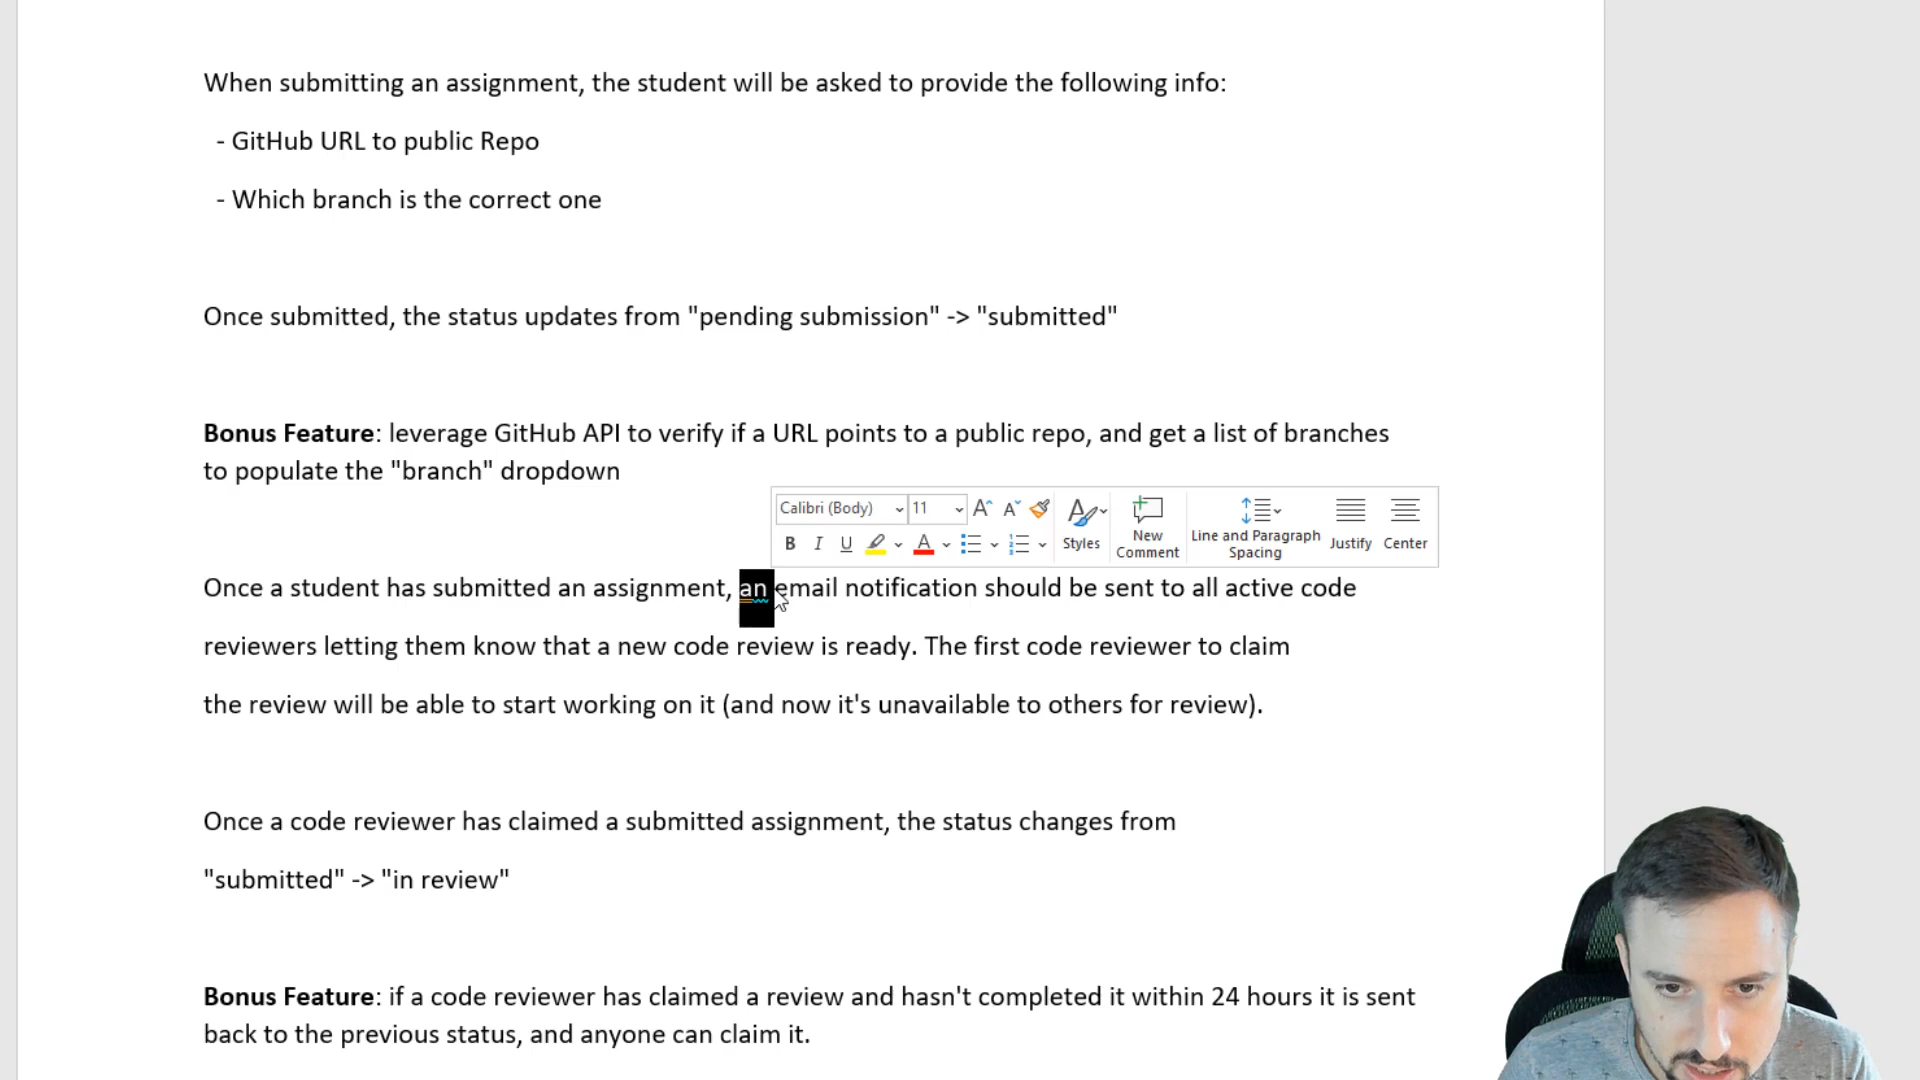 When submitting an assignment, the student will be asked to provide the following info:
- GitHub URL to public Repo
- Which branch is the correct one
Once submitted, the status updates from "pending submission" -> "submitted"
Bonus Feature: leverage GitHub API to verify if a URL points to a public repo, and get a list of branches
to populate the "branch" dropdown
Calibri (Body) 11
B I U
Styles
New
Comment
Line and Paragraph
Spacing
Justify
Center
Once a student has submitted an assignment, an email notification should be sent to all active code
reviewers letting them know that a new code review is ready. The first code reviewer to claim
the review will be able to start working on it (and now it's unavailable to others for review).
Once a code reviewer has claimed a submitted assignment, the status changes from
"submitted" -> "in review"
Bonus Feature: if a code reviewer has claimed a review and hasn't completed it within 24 hours it is sent
back to the previous status, and anyone can claim it.